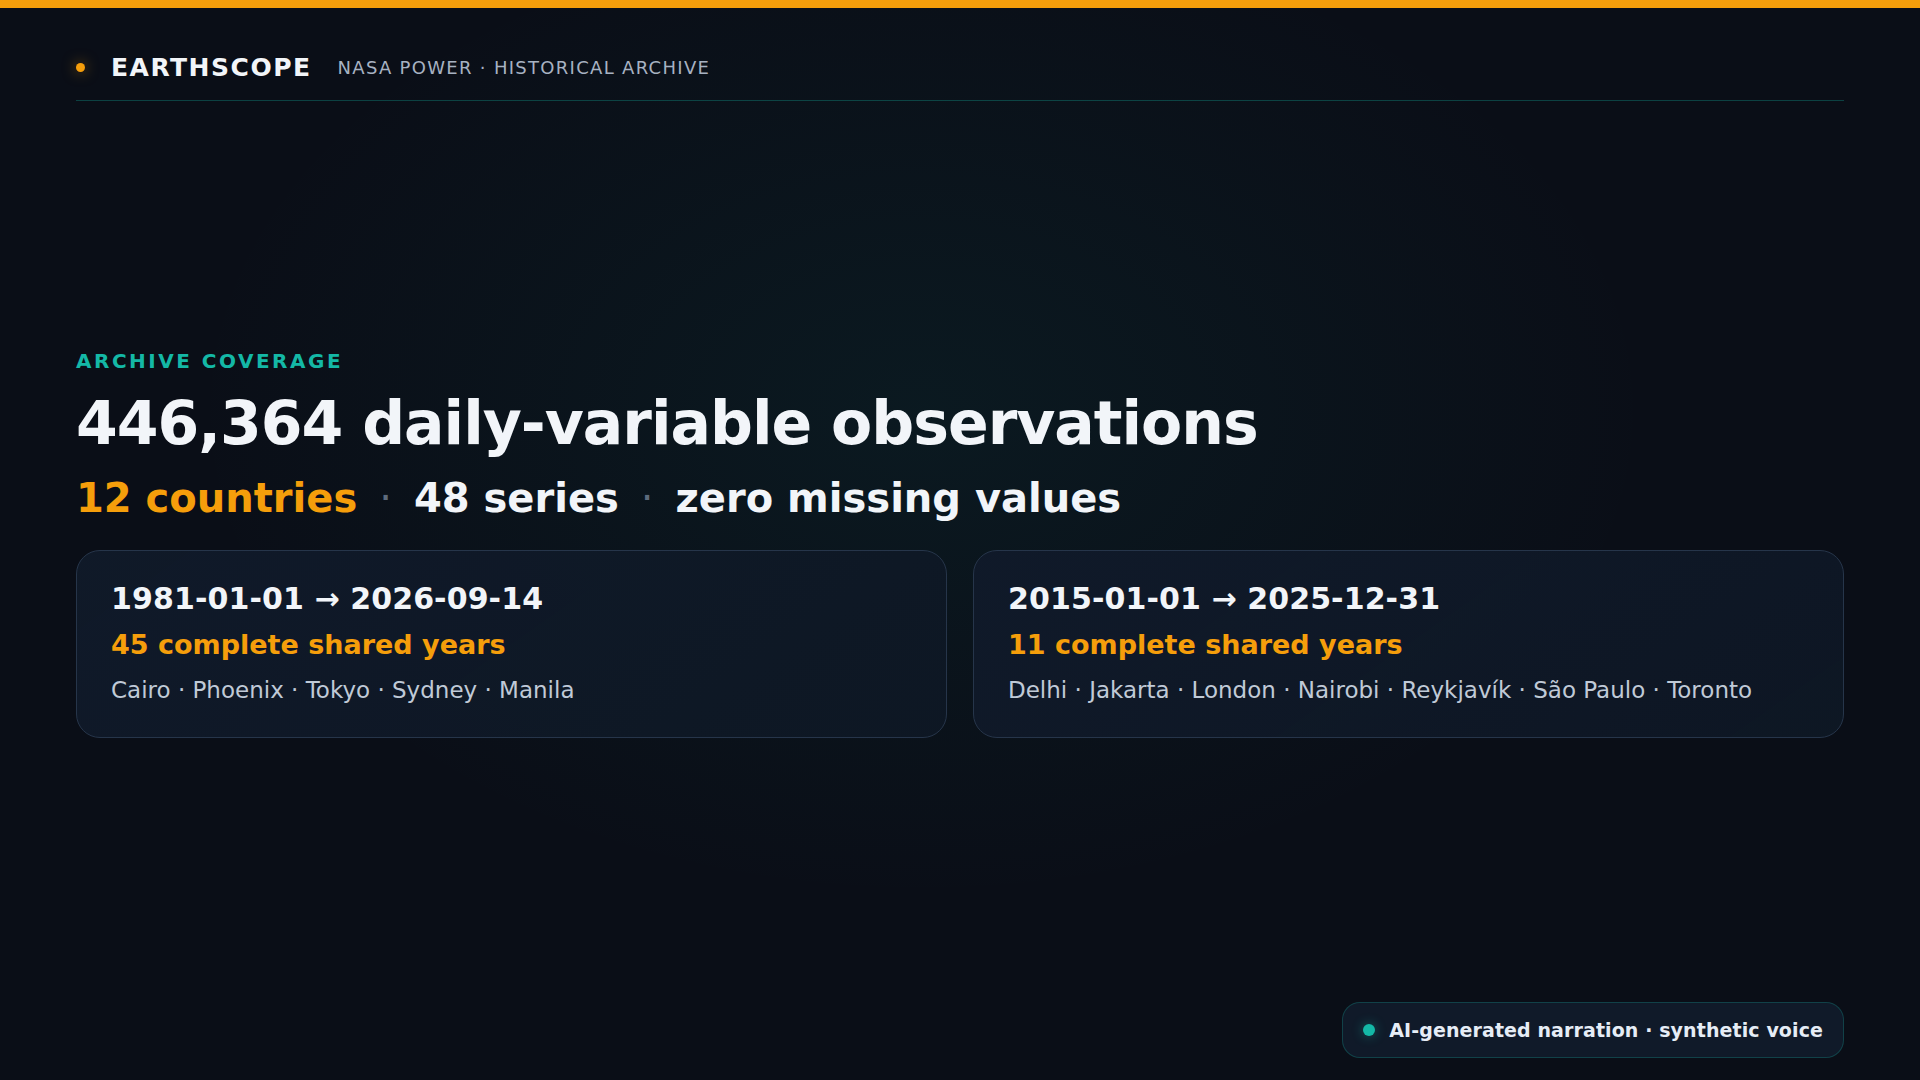 EARTHSCOPE NASA POWER · HISTORICAL ARCHIVE
ARCHIVE COVERAGE
446,364 daily-variable observations
12 countries · 48 series · zero missing values
1981-01-01 → 2026-09-14
45 complete shared years
Cairo · Phoenix · Tokyo · Sydney · Manila
2015-01-01 → 2025-12-31
11 complete shared years
Delhi · Jakarta · London · Nairobi · Reykjavík · São Paulo · Toronto
AI-generated narration · synthetic voice